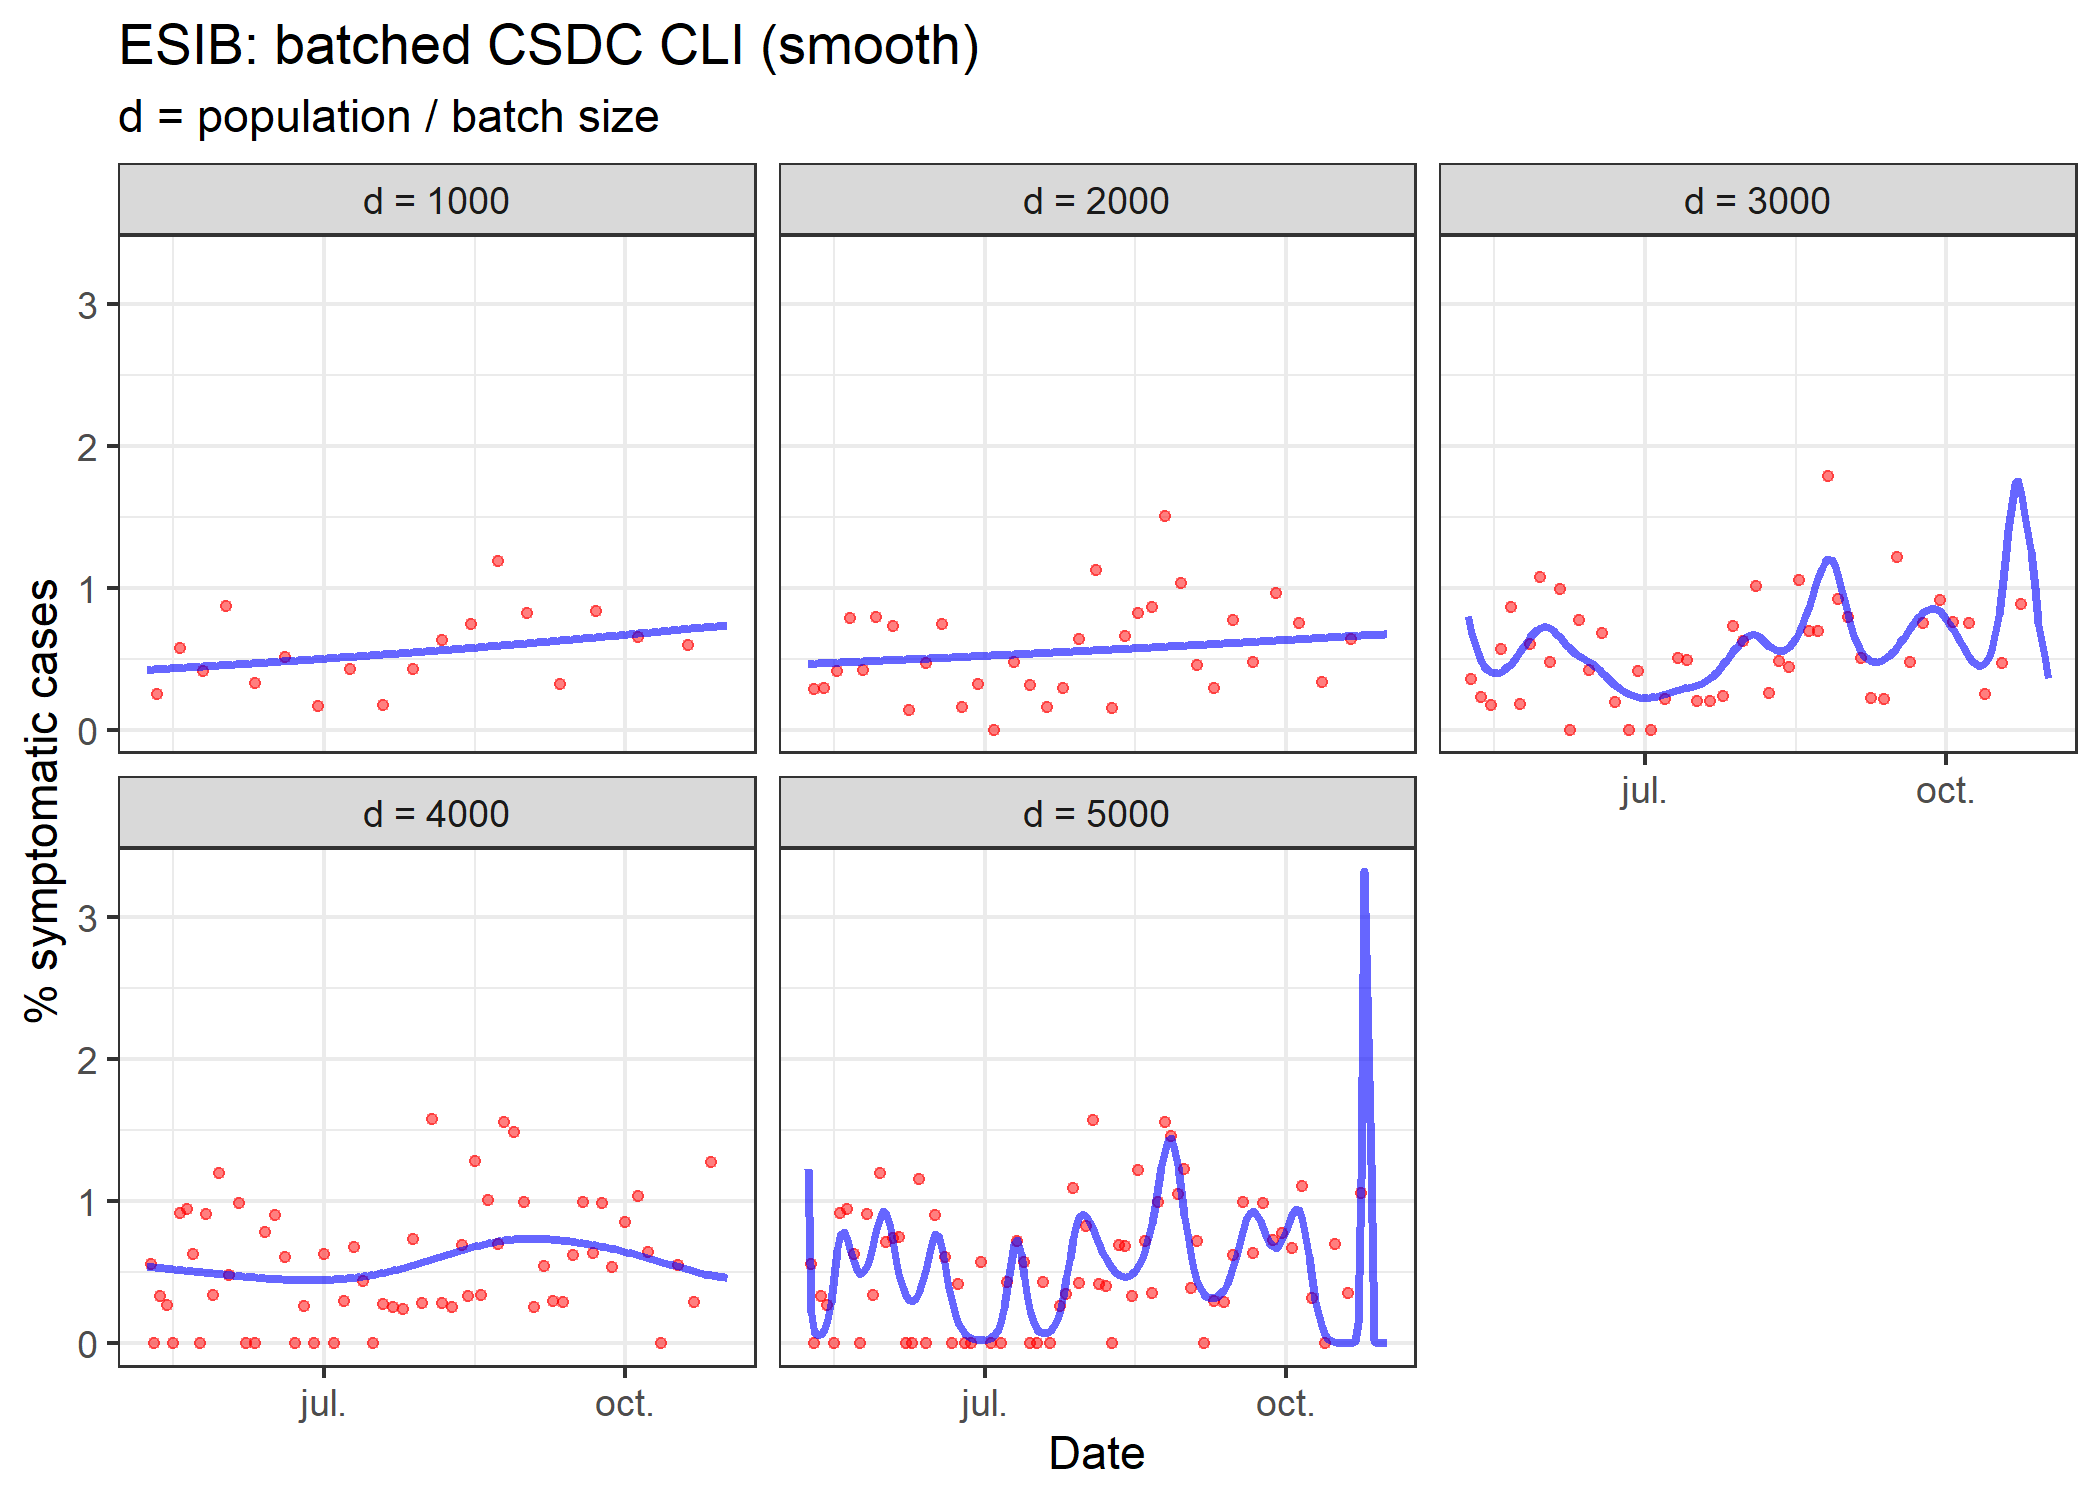 ESIB: batched CSDC CLI (smooth)
d = population / batch size
d = 1000
d = 2000
d = 3000
3
2
1
0
jul.
oct.
d = 4000
d = 5000
3
2
1
0
jul.
oct.
jul.
oct.
% symptomatic cases
Date